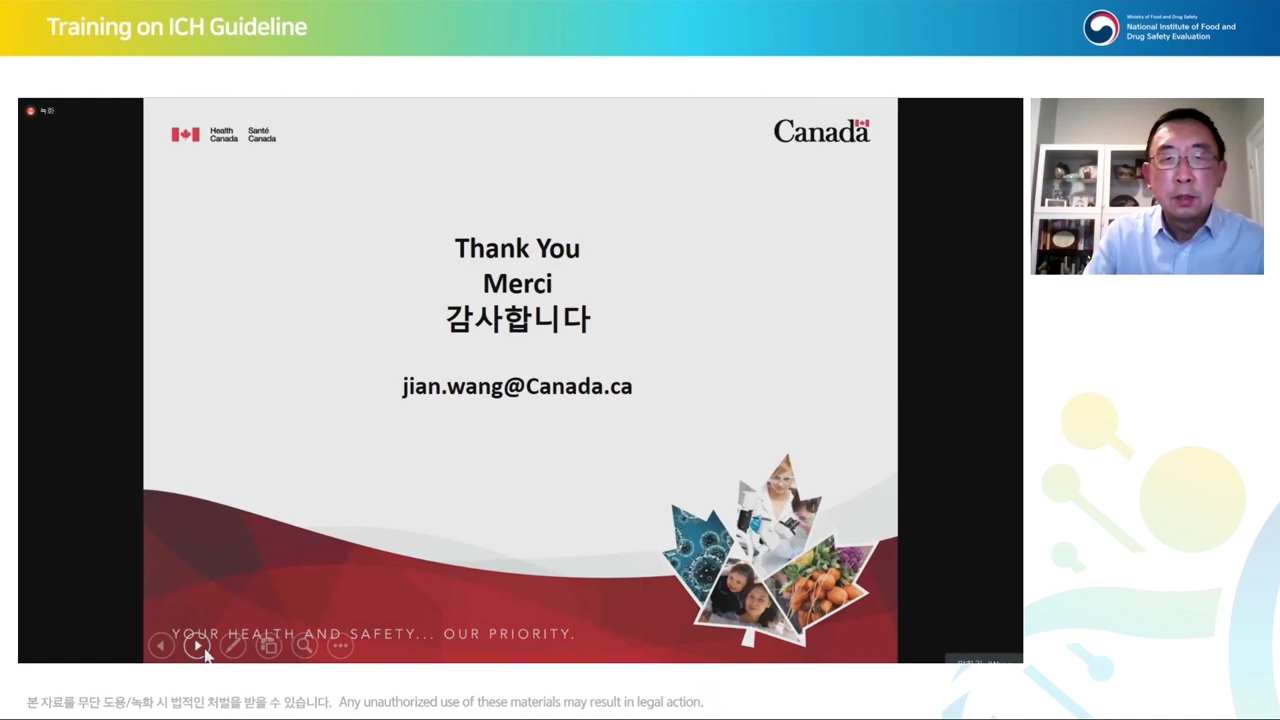 Training on ICH Guideline
Ministry of Food and Drug Safety
National Institute of Food and
Drug Safety Evaluation
녹화
Health Canada
Santé Canada
Canada
Thank You
Merci
감사합니다
jian.wang@Canada.ca
YOUR HEALTH AND SAFETY... OUR PRIORITY.
본 자료를 무단 도용/녹화 시 법적인 처벌을 받을 수 있습니다. Any unauthorized use of these materials may result in legal action.